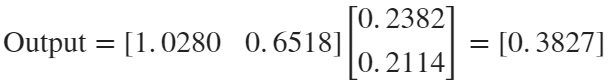 Output = [1.0280 0.6518] [0.2382
0.2114] = [0.3827]